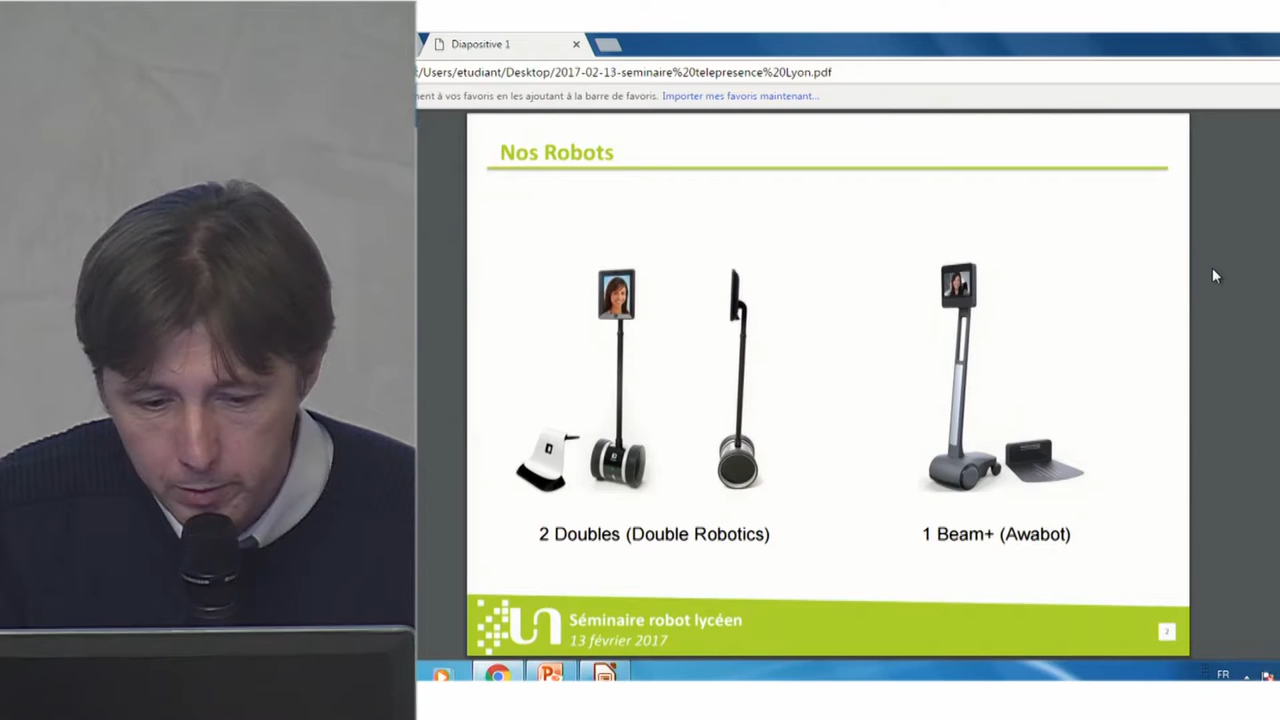 Diapositive 1
/Users/etudiant/Desktop/2017-02-13-seminaire%20telepresence%20Lyon.pdf
ment à vos favoris en les ajoutant à la barre de favoris. Importer mes favoris maintenant...
Nos Robots
2 Doubles (Double Robotics)
1 Beam+ (Awabot)
un
Séminaire robot lycéen
13 février 2017
2
FR